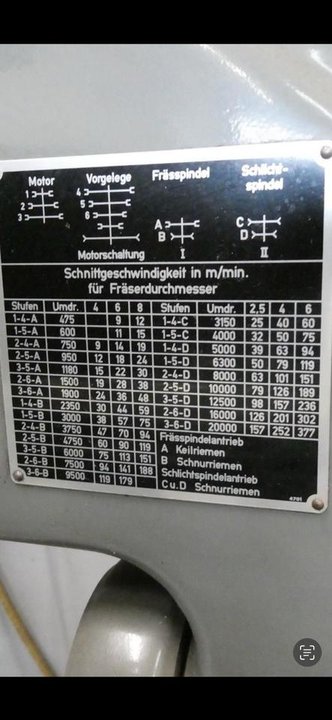 Motor Vorgelege Frässpindel Schlicht-
spindel
1 4
2 5 A C
3 6 B D
Motorschaltung I II
Schnittgeschwindigkeit in m/min.
für Fräserdurchmesser
Stufen Umdr. 4 6 8 Stufen Umdr. 2,5 4 6
1-4-A 475 9 12 1-4-C 3150 25 40 60
1-5-A 600 11 15 1-5-C 4000 32 50 75
2-4-A 750 9 14 19 1-4-D 5000 39 63 94
2-5-A 950 12 18 24 1-5-D 6300 50 79 119
3-5-A 1180 15 22 30 2-4-D 8000 63 101 151
2-6-A 1500 19 28 38 2-5-D 10000 79 126 189
3-6-A 1900 24 36 48 3-5-D 12500 98 157 236
1-4-B 2350 30 44 59 2-6-D 16000 126 201 302
1-5-B 3000 38 57 75 3-6-D 20000 157 252 377
2-4-B 3750 47 70 94 Frässpindelantrieb
2-5-B 4750 60 90 119 A Keilriemen
3-5-B 6000 75 113 151 B Schnurriemen
2-6-B 7500 94 141 188 Schlichtspindelantrieb
3-6-B 9500 119 179 C u. D Schnurriemen
4791